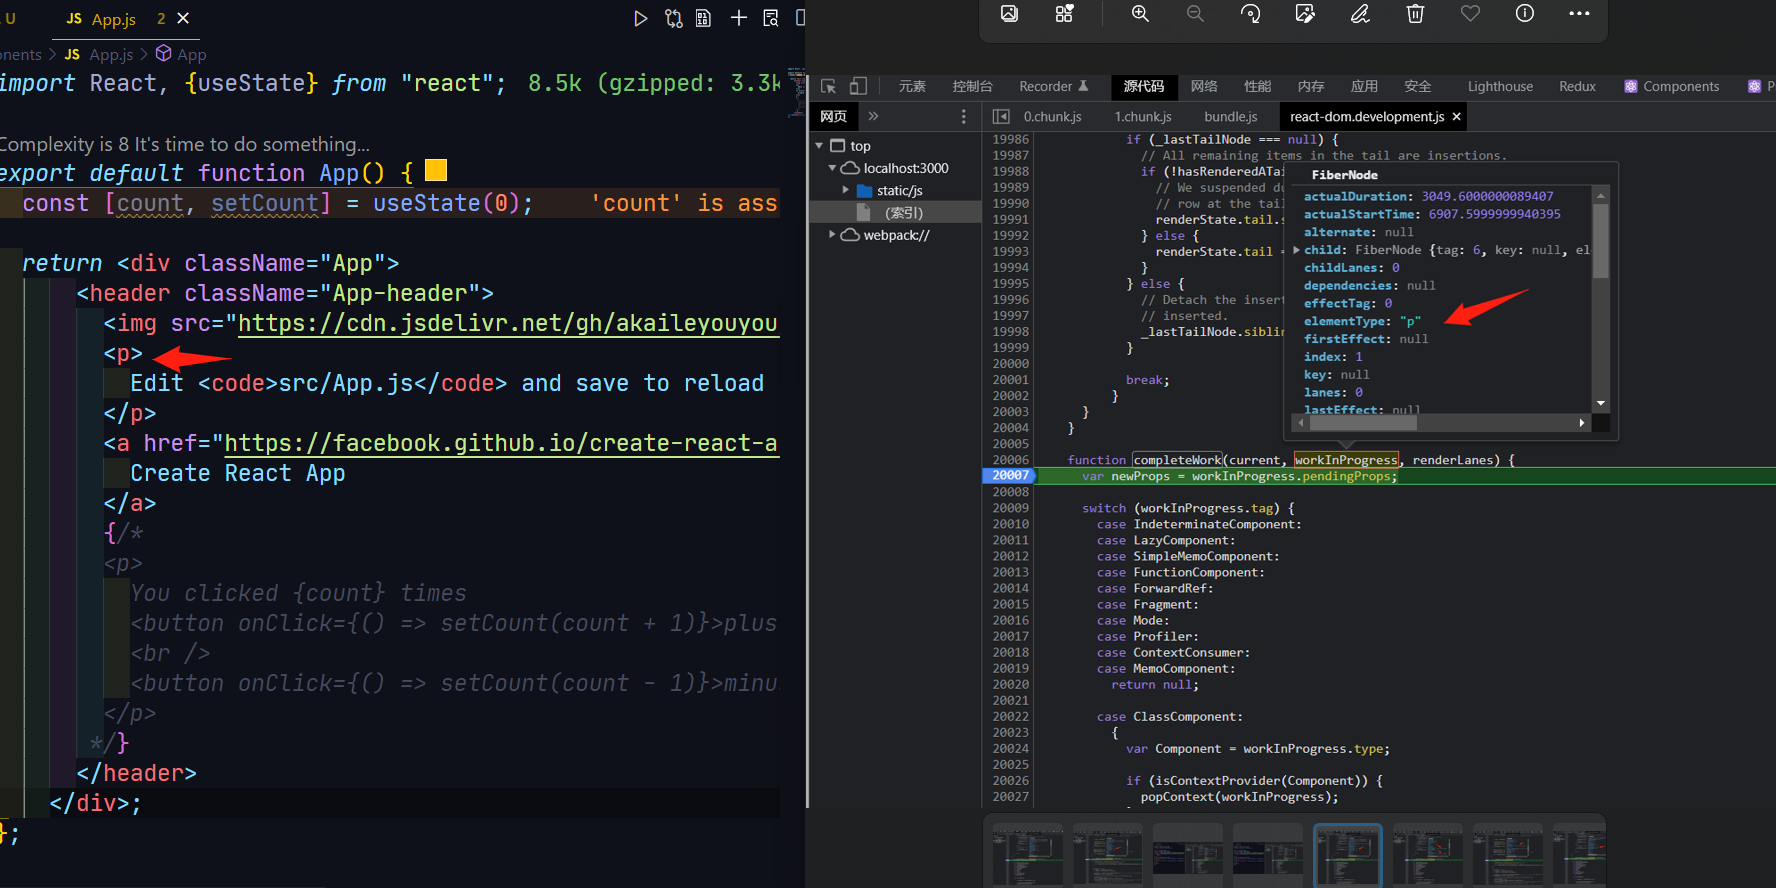 U
JS App.js 2
onents > JS App.js > App
import React, {useState} from "react"; 8.5k (gzipped: 3.3k
Complexity is 8 It's time to do something...
export default function App() {
const [count, setCount] = useState(0); 'count' is ass
return <div className="App">
<header className="App-header">
<img src="https://cdn.jsdelivr.net/gh/akaileyouyou
<p>
Edit <code>src/App.js</code> and save to reload
</p>
<a href="https://facebook.github.io/create-react-a
Create React App
</a>
{/*
<p>
You clicked {count} times
<button onClick={() => setCount(count + 1)}>plus
<br />
<button onClick={() => setCount(count - 1)}>minu
</p>
*/}
</header>
</div>;
};
元素 控制台 Recorder 源代码 网络 性能 内存 应用 安全 Lighthouse Redux Components P
网页 »
0.chunk.js 1.chunk.js bundle.js react-dom.development.js ×
top
localhost:3000
static/js
(索引)
webpack://
19986 if (_lastTailNode === null) {
19987 // All remaining items in the tail are insertions.
19988 if (!hasRenderedATai
19989 // We suspended du
19990 // row at the tail
19991 renderState.tail.s
19992 } else {
19993 renderState.tail =
19994 }
19995 } else {
19996 // Detach the insert
19997 // inserted.
19998 _lastTailNode.siblin
19999 }
20000
20001 break;
20002 }
20003 }
20004 }
20005
20006 function completeWork(current, workInProgress, renderLanes) {
20007 var newProps = workInProgress.pendingProps;
20008
20009 switch (workInProgress.tag) {
20010 case IndeterminateComponent:
20011 case LazyComponent:
20012 case SimpleMemoComponent:
20013 case FunctionComponent:
20014 case ForwardRef:
20015 case Fragment:
20016 case Mode:
20017 case Profiler:
20018 case ContextConsumer:
20019 case MemoComponent:
20020 return null;
20021
20022 case ClassComponent:
20023 {
20024 var Component = workInProgress.type;
20025
20026 if (isContextProvider(Component)) {
20027 popContext(workInProgress);
FiberNode
actualDuration: 3049.6000000089407
actualStartTime: 6907.5999999940395
alternate: null
child: FiberNode {tag: 6, key: null, el
childLanes: 0
dependencies: null
effectTag: 0
elementType: "p"
firstEffect: null
index: 1
key: null
lanes: 0
lastEffect: null